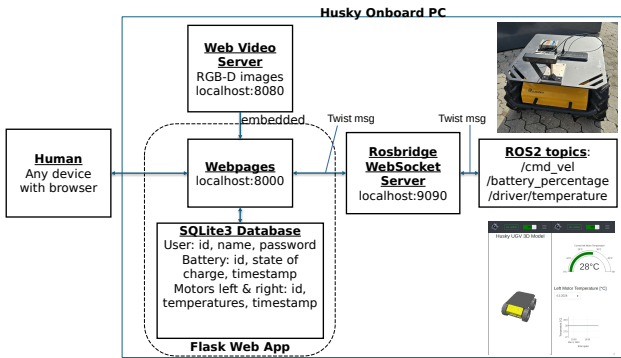 Husky Onboard PC
Web Video
Server
RGB-D images
localhost:8080
embedded
Twist msg
Twist msg
Human
Any device
with browser
Webpages
localhost:8000
Rosbridge
WebSocket
Server
localhost:9090
ROS2 topics:
/cmd_vel
/battery_percentage
/driver/temperature
SQLite3 Database
User: id, name, password
Battery: id, state of
charge, timestamp
Motors left & right: id,
temperatures, timestamp
Flask Web App
Husky UGV 3D Model
28°C
Left Motor Temperature (°C)